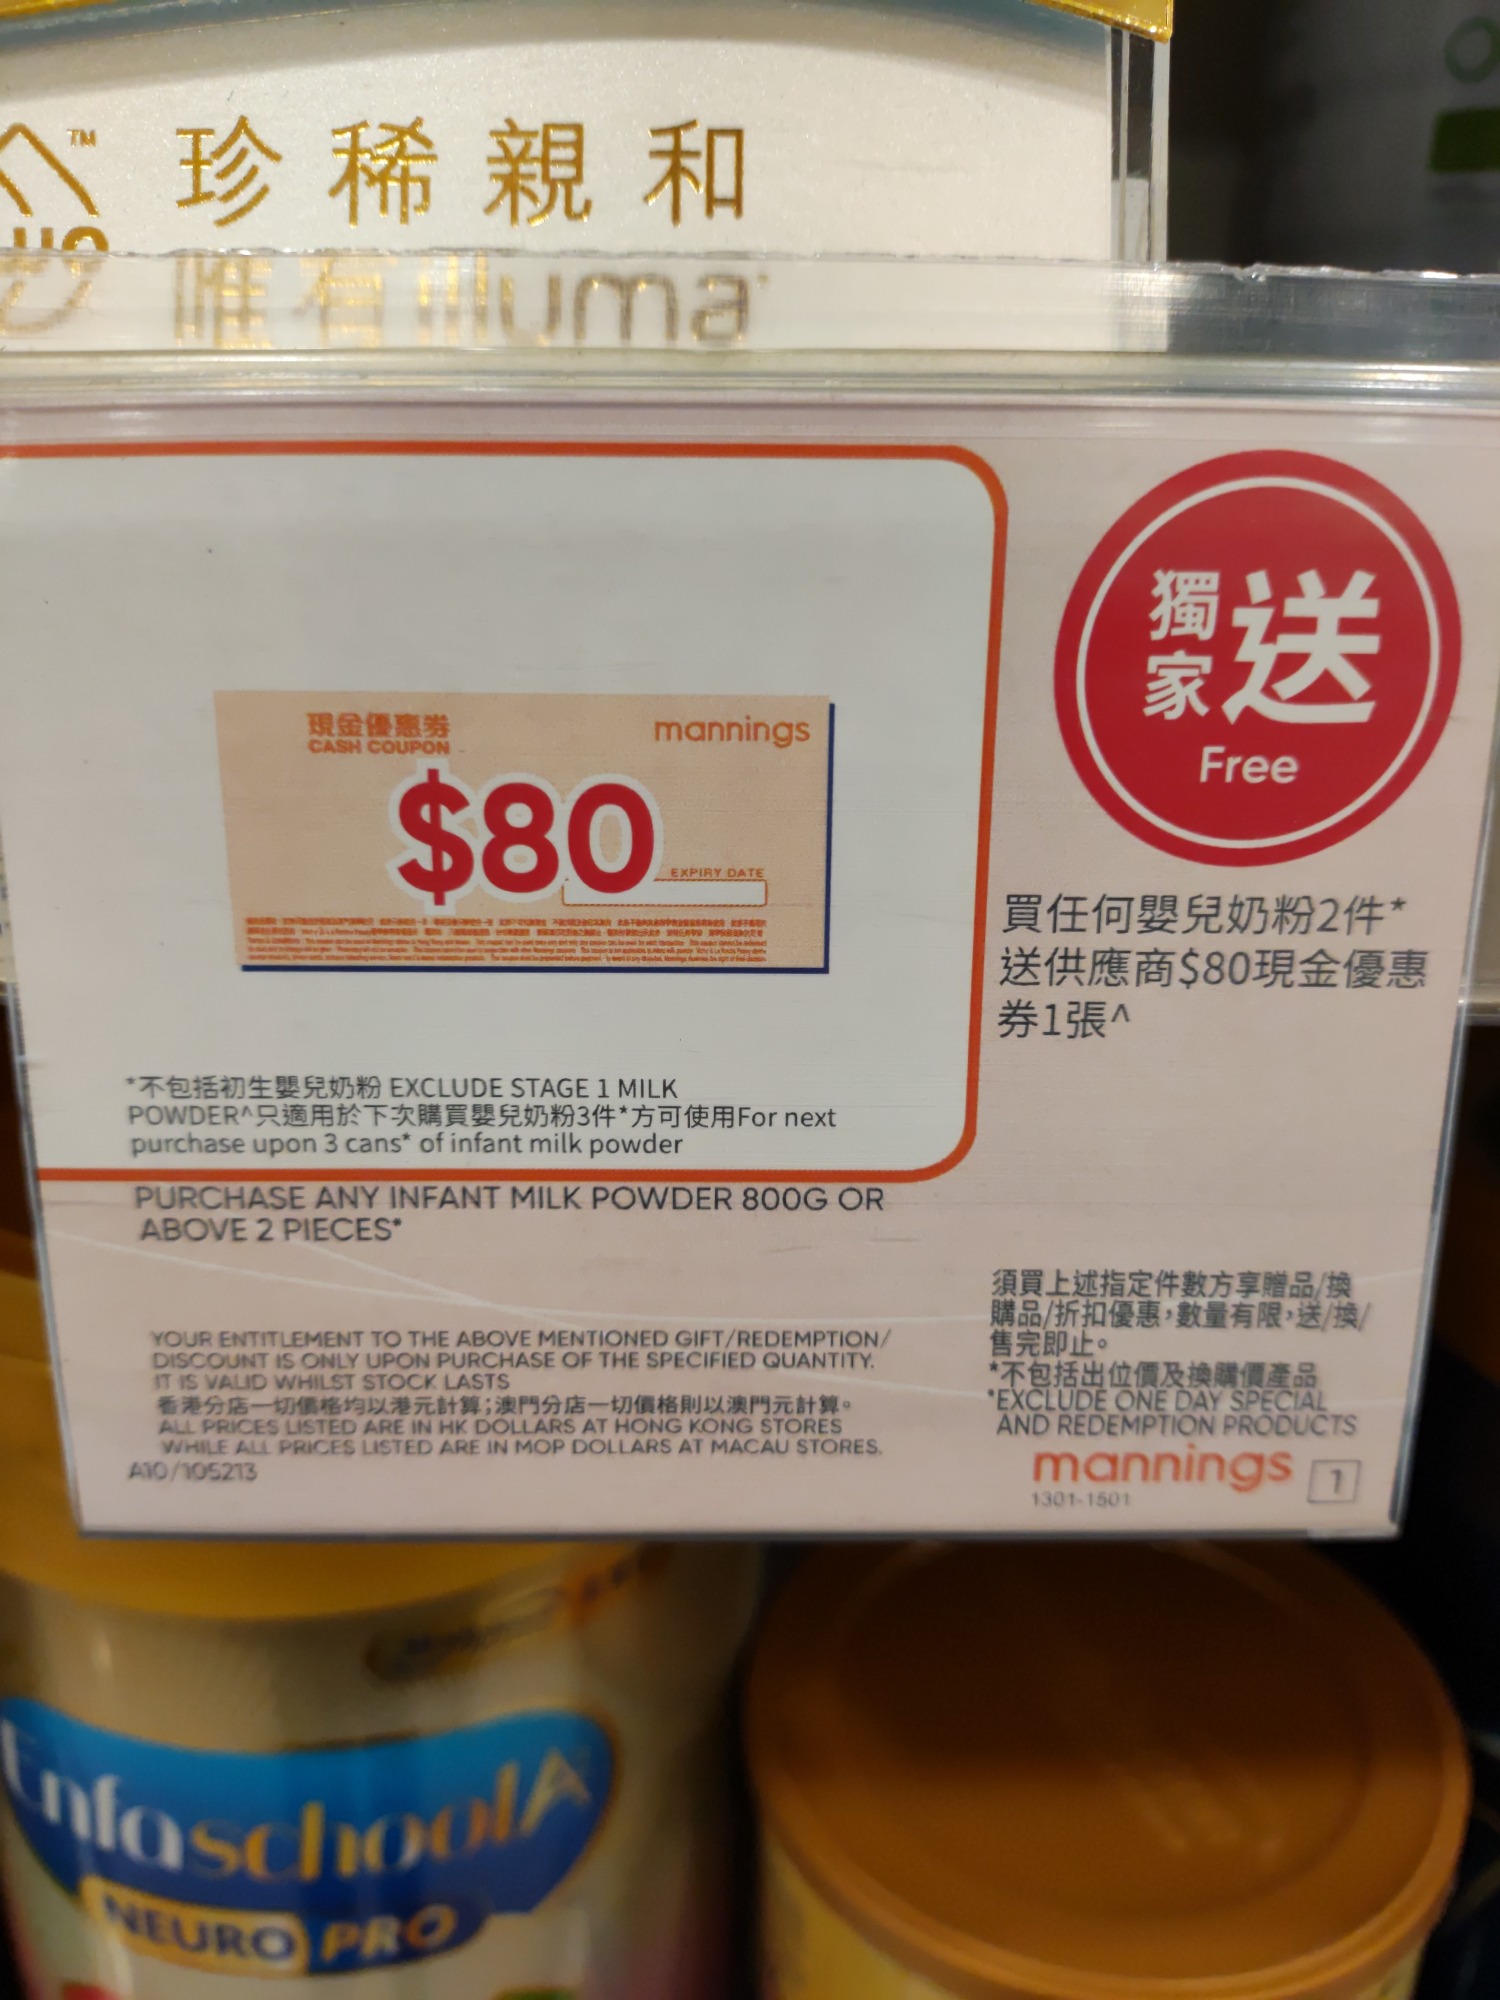 TM
珍稀親和
唯有illuma
獨家送
Free
現金優惠券
CASH COUPON
mannings
$80
EXPIRY DATE
買任何嬰兒奶粉2件*
送供應商$80現金優惠
券1張^
*不包括初生嬰兒奶粉 EXCLUDE STAGE 1 MILK
POWDER^只適用於下次購買嬰兒奶粉3件*方可使用For next
purchase upon 3 cans* of infant milk powder
PURCHASE ANY INFANT MILK POWDER 800G OR
ABOVE 2 PIECES*
YOUR ENTITLEMENT TO THE ABOVE MENTIONED GIFT/REDEMPTION/
DISCOUNT IS ONLY UPON PURCHASE OF THE SPECIFIED QUANTITY.
IT IS VALID WHILST STOCK LASTS
香港分店一切價格均以港元計算；澳門分店一切價格則以澳門元計算。
ALL PRICES LISTED ARE IN HK DOLLARS AT HONG KONG STORES
WHILE ALL PRICES LISTED ARE IN MOP DOLLARS AT MACAU STORES.
A10/105213
須買上述指定件數方享贈品/換
購品/折扣優惠，數量有限，送/換/
售完即止。
*不包括出位價及換購價產品
*EXCLUDE ONE DAY SPECIAL
AND REDEMPTION PRODUCTS
mannings 1
1301-1501
EnfaschoolA+
NEURO PRO